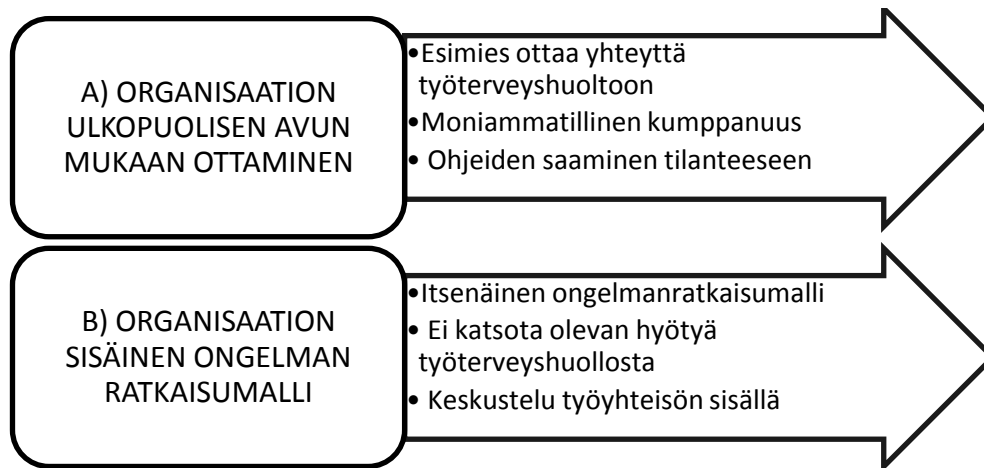 A) ORGANISAATION
ULKOPUOLISEN AVUN
MUKAAN OTTAMINEN
•Esimies ottaa yhteyttä
työterveyshuoltoon
•Moniammatillinen kumppanuus
• Ohjeiden saaminen tilanteeseen
B) ORGANISAATION
SISÄINEN ONGELMAN
RATKAISUMALLI
•Itsenäinen ongelmanratkaisumalli
• Ei katsota olevan hyötyä
työterveyshuollosta
• Keskustelu työyhteisön sisällä